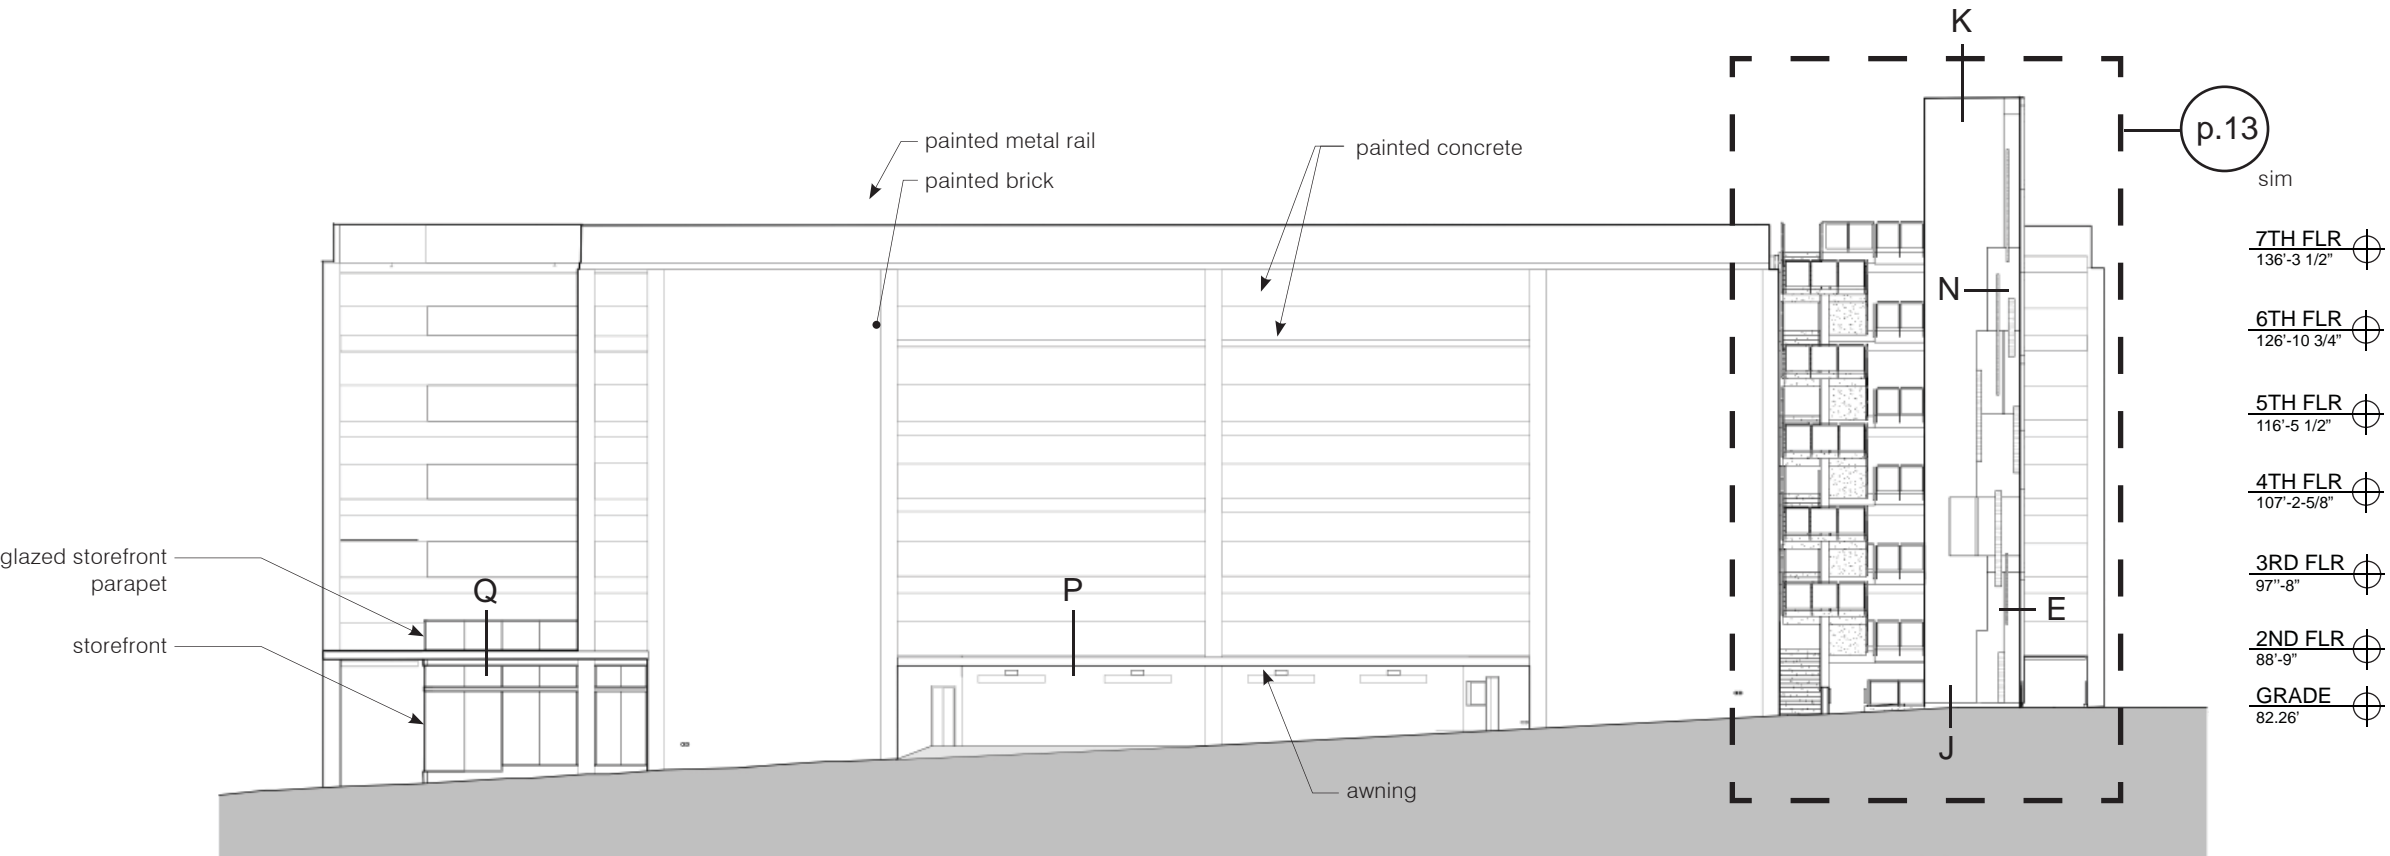 K
p.13
sim
painted metal rail
painted brick
painted concrete
7TH FLR
136’-3 1/2”
N
6TH FLR
126’-10 3/4”
5TH FLR
116’-5 1/2”
4TH FLR
107’-2-5/8”
glazed storefront
parapet
Q
P
3RD FLR
97’’-8”
E
storefront
2ND FLR
88’-9”
GRADE
82.26’
J
awning